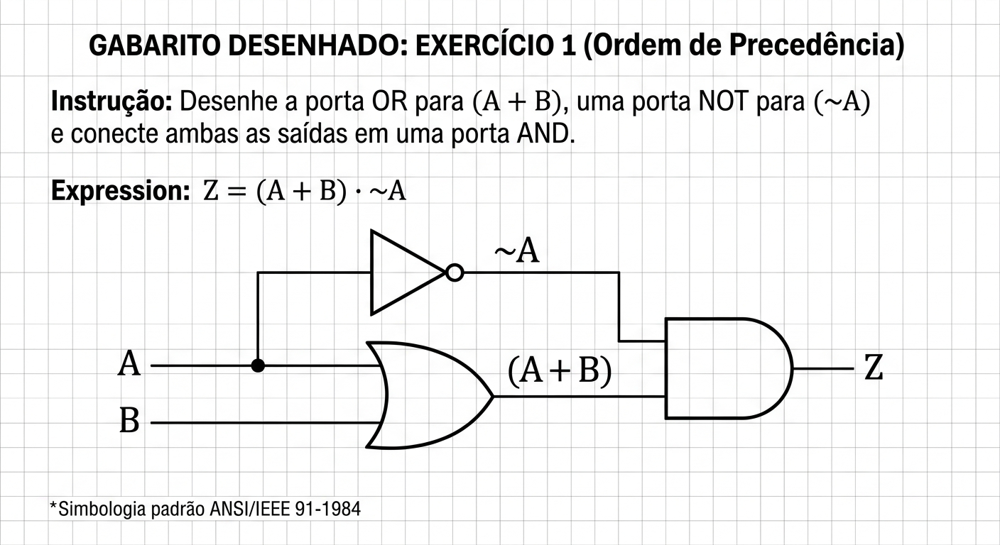 GABARITO DESENHADO: EXERCÍCIO 1 (Ordem de Precedência)
Instrução: Desenhe a porta OR para (A + B), uma porta NOT para (~A)
e conecte ambas as saídas em uma porta AND.
Expression: Z = (A + B) · ~A
~A
A
(A + B)
Z
B
*Simbologia padrão ANSI/IEEE 91-1984